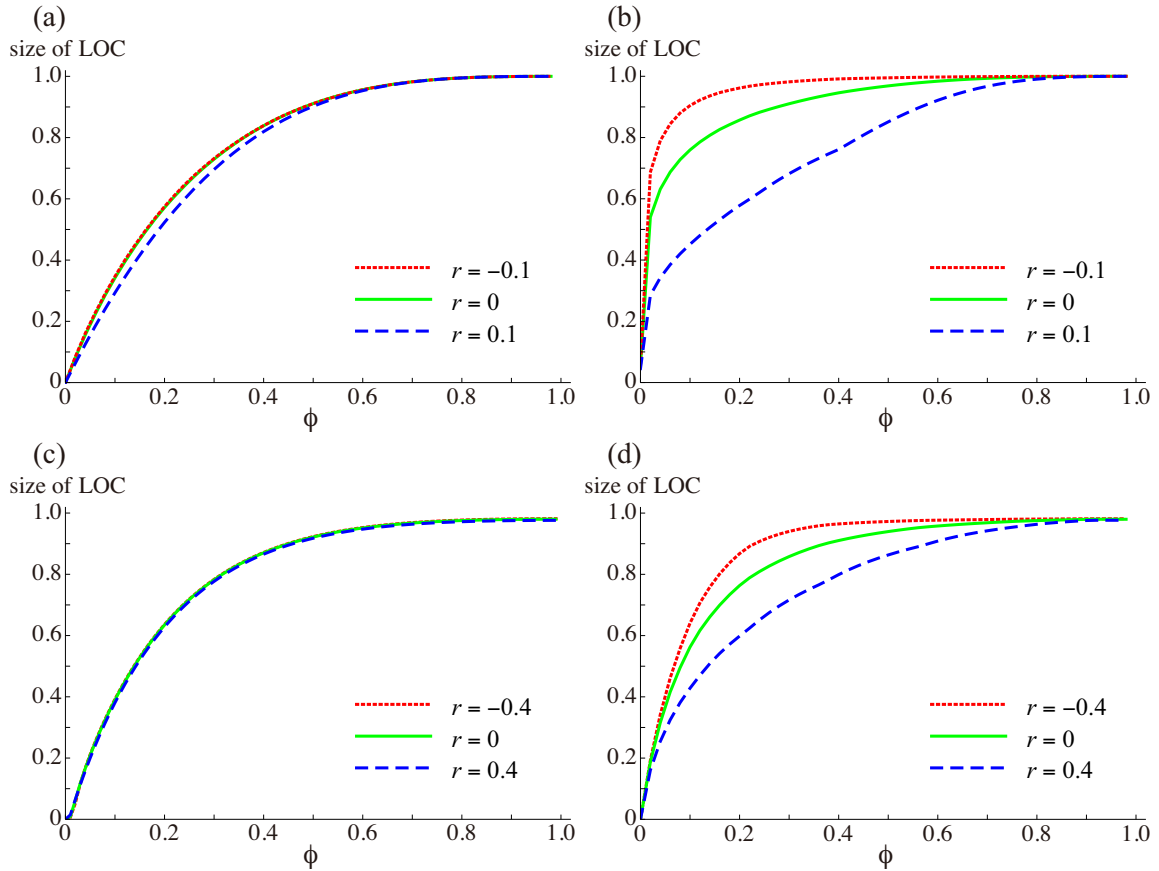 (a)
size of LOC
1.0
0.8
0.6
0.4
0.2
0
0 0.2 0.4 0.6 0.8 1.0
ϕ
r = −0.1
r = 0
r = 0.1
(b)
size of LOC
1.0
0.8
0.6
0.4
0.2
0
0 0.2 0.4 0.6 0.8 1.0
ϕ
r = −0.1
r = 0
r = 0.1
(c)
size of LOC
1.0
0.8
0.6
0.4
0.2
0
0 0.2 0.4 0.6 0.8 1.0
ϕ
r = −0.4
r = 0
r = 0.4
(d)
size of LOC
1.0
0.8
0.6
0.4
0.2
0
0 0.2 0.4 0.6 0.8 1.0
ϕ
r = −0.4
r = 0
r = 0.4